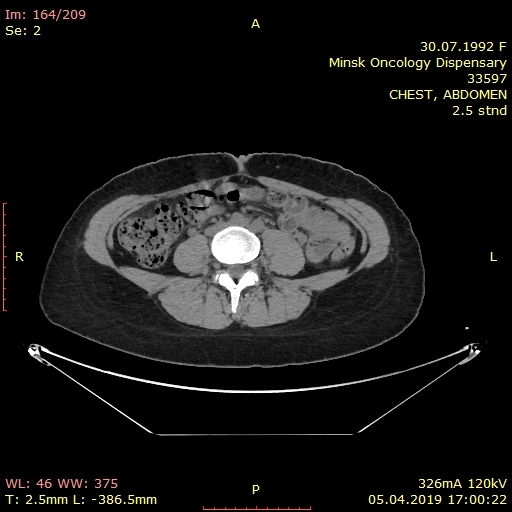 Im: 164/209
Se: 2
A
30.07.1992 F
Minsk Oncology Dispensary
33597
CHEST, ABDOMEN
2.5 stnd
R
L
WL: 46 WW: 375
T: 2.5mm L: -386.5mm
P
326mA 120kV
05.04.2019 17:00:22